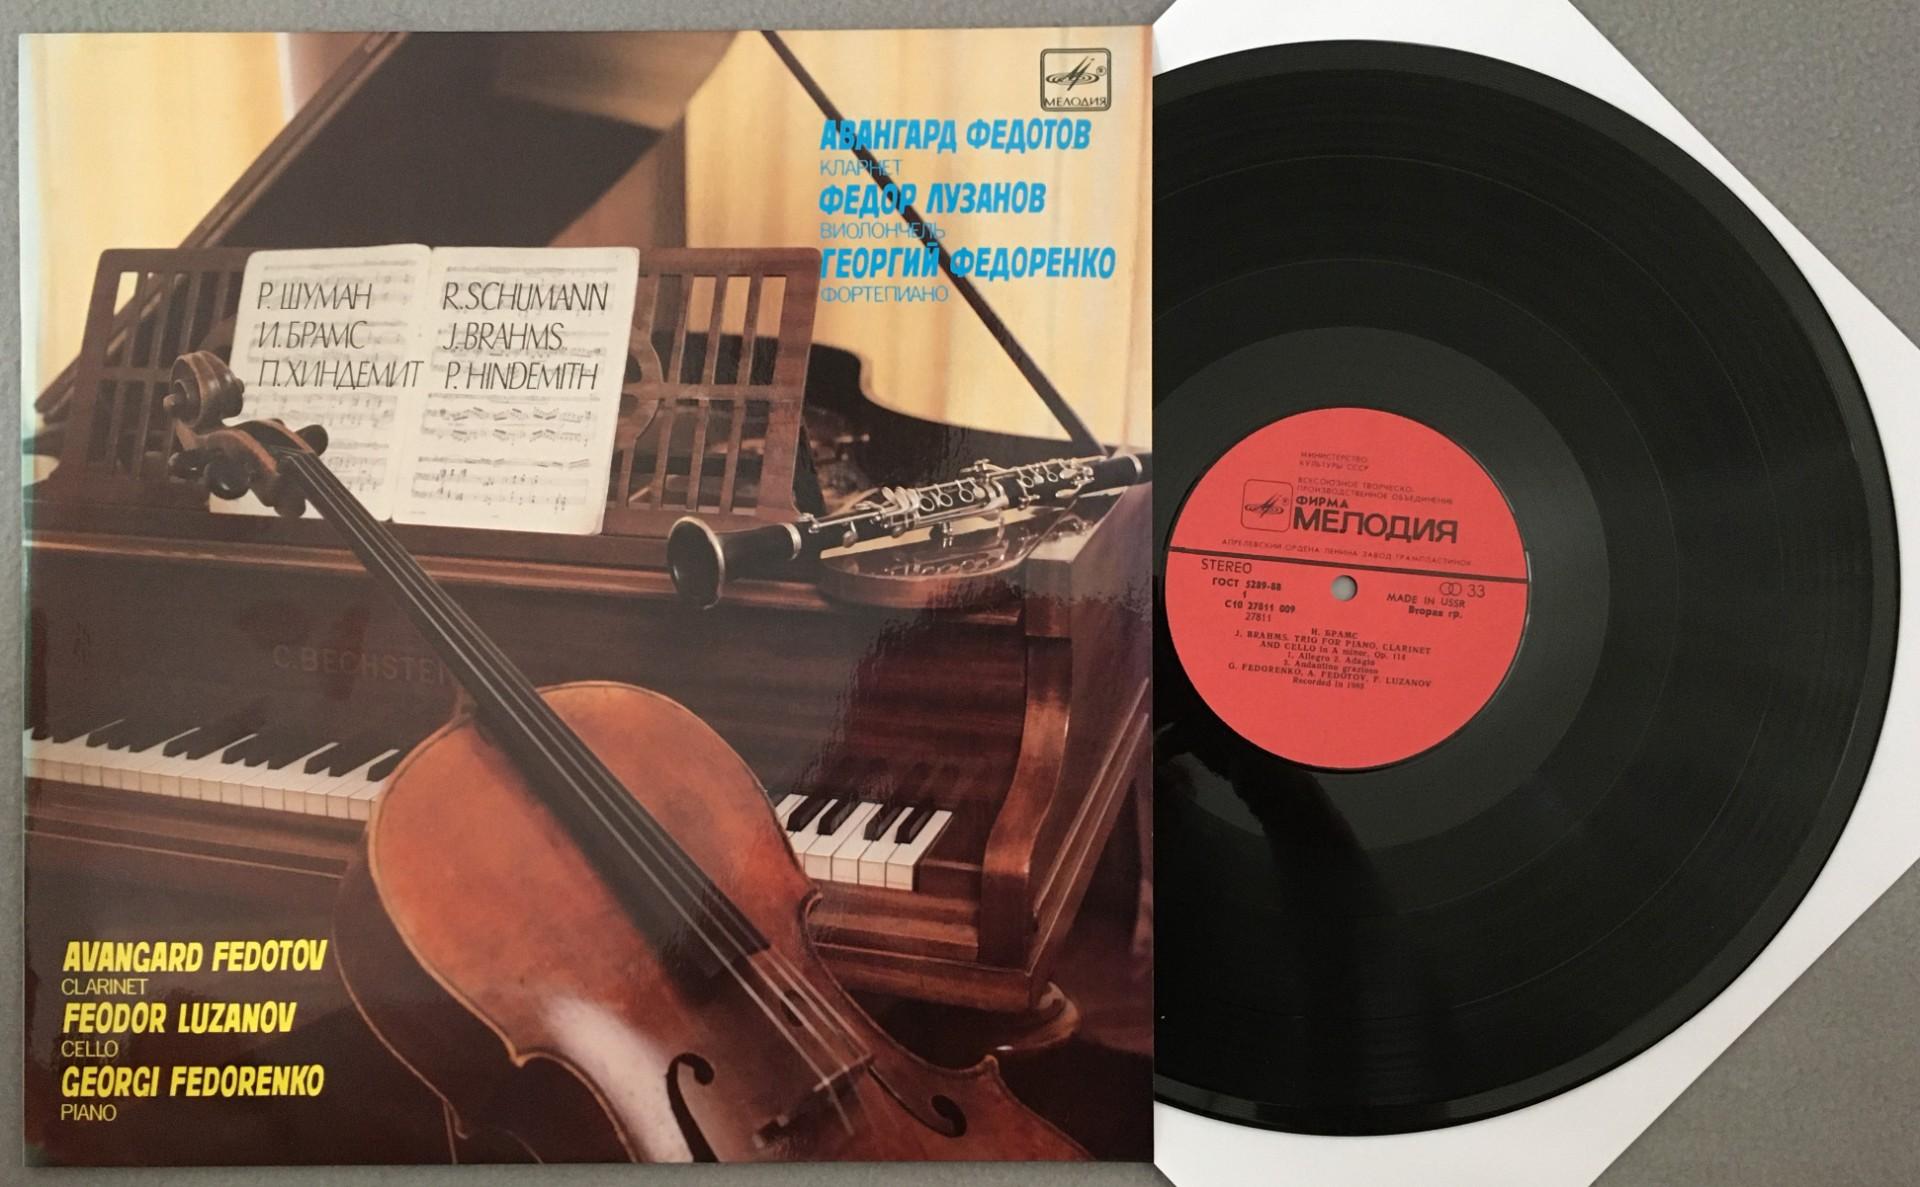 МЕЛОДИЯ
АВАНГАРД ФЕДОТОВ
КЛАРНЕТ
ФЕДОР ЛУЗАНОВ
ВИОЛОНЧЕЛЬ
ГЕОРГИЙ ФЕДОРЕНКО
ФОРТЕПИАНО
Р. ШУМАН
И. БРАМС
П. ХИНДЕМИТ
R. SCHUMANN
J. BRAHMS
P. HINDEMITH
C. BECHSTEI
AVANGARD FEDOTOV
CLARINET
FEODOR LUZANOV
CELLO
GEORGI FEDORENKO
PIANO
МИНИСТЕРСТВО
КУЛЬТУРЫ СССР
ВСЕСОЮЗНОЕ ТВОРЧЕСКО-
ПРОИЗВОДСТВЕННОЕ ОБЪЕДИНЕНИЕ
ФИРМА
МЕЛОДИЯ
АПРЕЛЕВСКИЙ ОРДЕНА ЛЕНИНА ЗАВОД ГРАМПЛАСТИНОК
STEREO
33
ГОСТ 5289-88
MADE IN USSR
1
Вторая гр.
С10 27811 009
27811
И. БРАМС
J. BRAHMS. TRIO FOR PIANO, CLARINET
AND CELLO in A minor, Op. 114
1. Allegro 2. Adagio
3. Andantino grazioso
G. FEDORENKO, A. FEDOTOV, F. LUZANOV
Recorded in